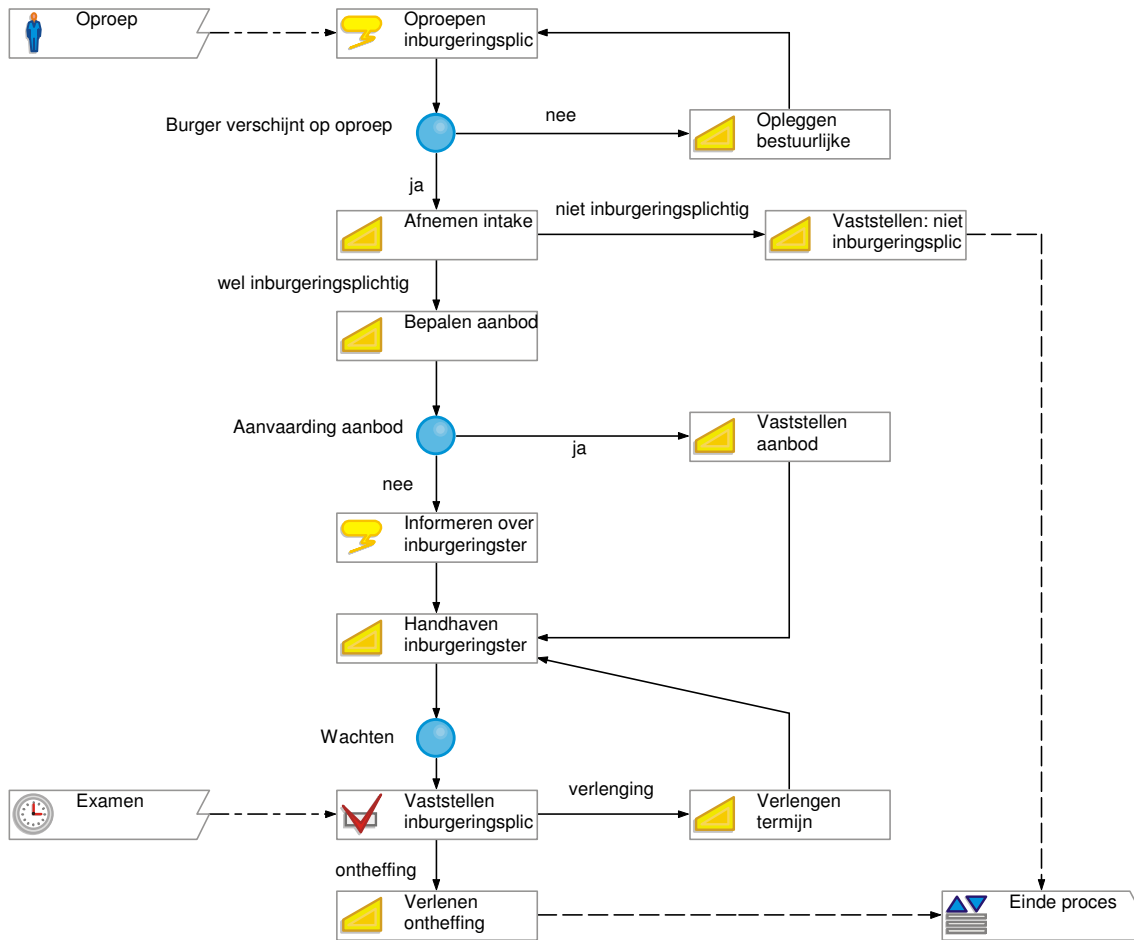 Oproep
Oproepen
inburgeringsplic
nee
Burger verschijnt op oproep
Opleggen
bestuurlijke
ja
Afnemen intake
niet inburgeringsplichtig
Vaststellen: niet
inburgeringsplic
wel inburgeringsplichtig
Bepalen aanbod
Aanvaarding aanbod
ja
Vaststellen
aanbod
nee
Informeren over
inburgeringster
Handhaven
inburgeringster
Wachten
Examen
Vaststellen
inburgeringsplic
verlenging
Verlengen
termijn
ontheffing
Verlenen
ontheffing
Einde proces